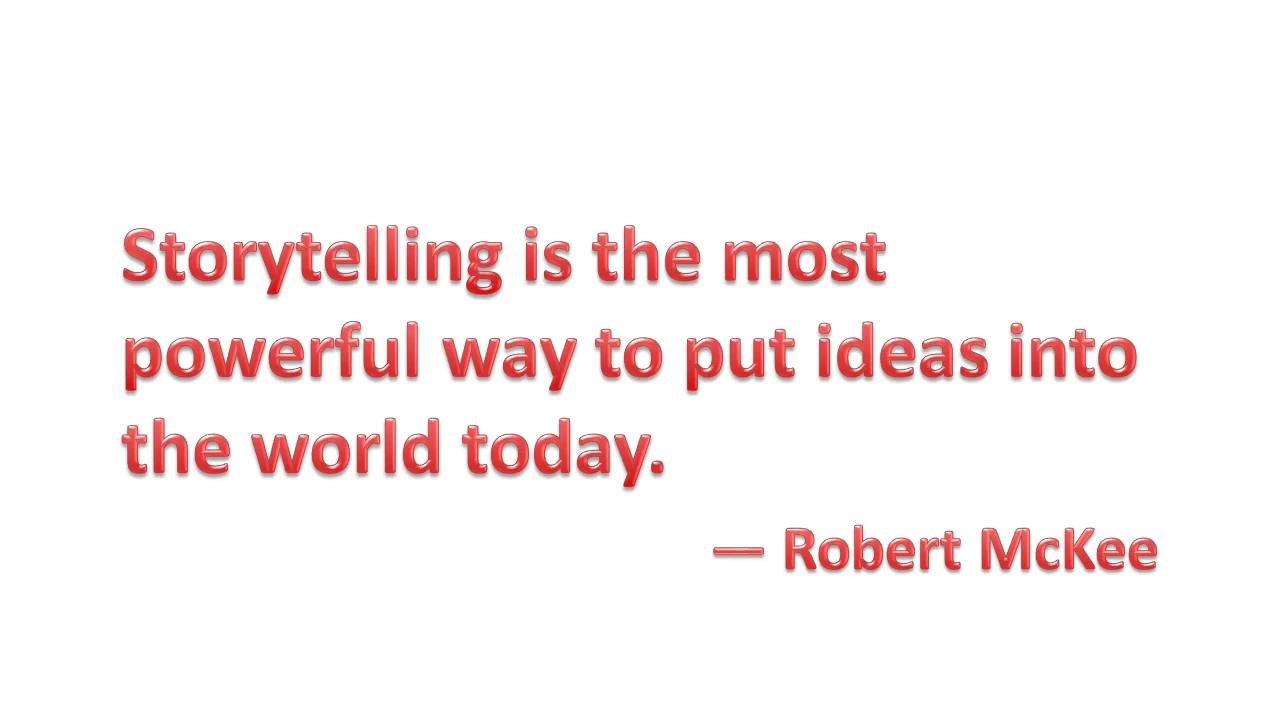 Storytelling is the most
powerful way to put ideas into
the world today.
— Robert McKee